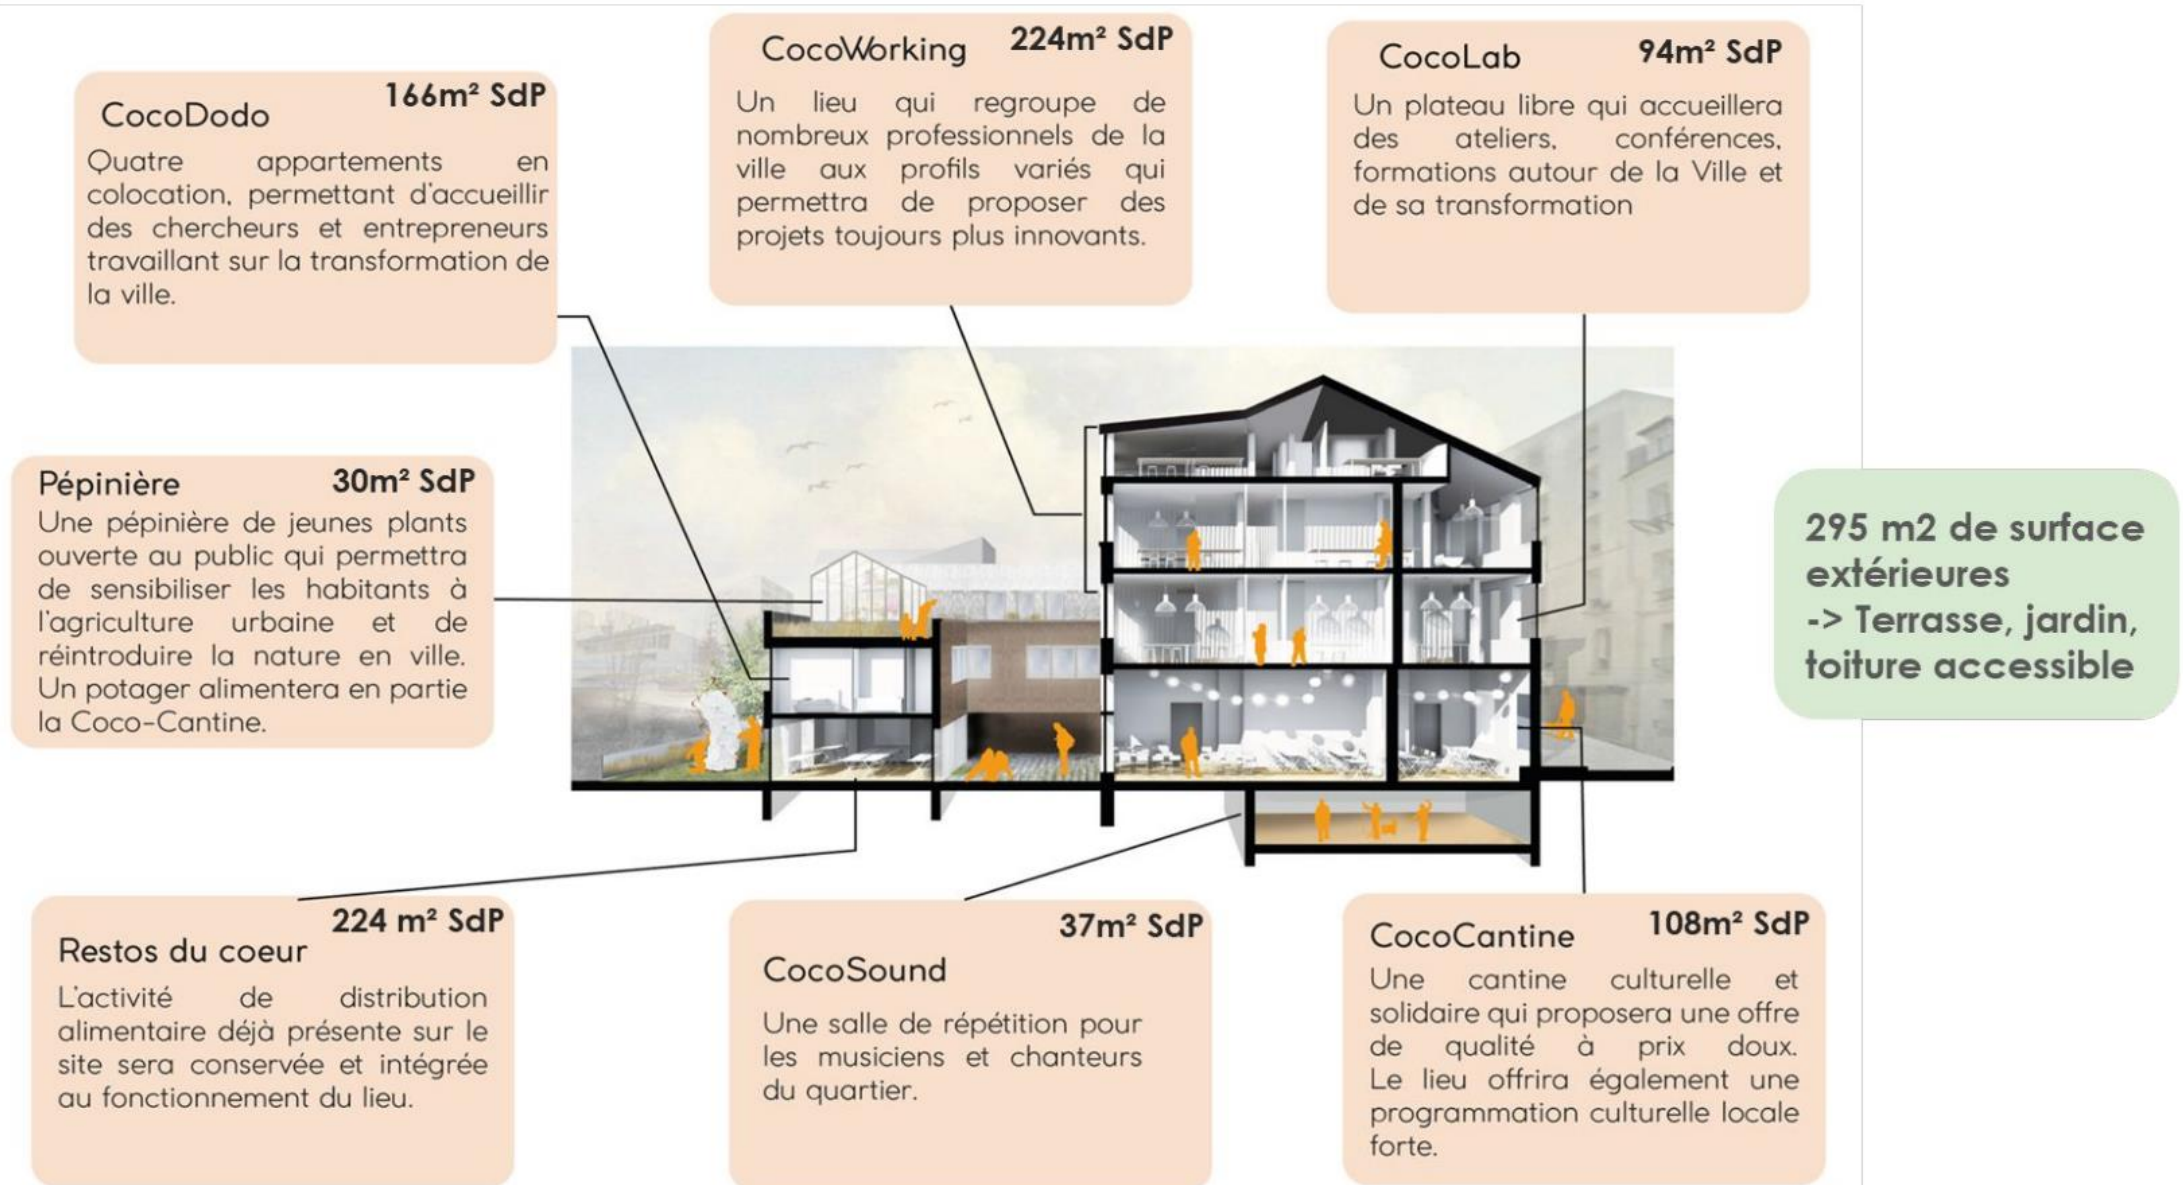 CocoDodo
166m² SdP
Quatre appartements en
colocation, permettant d'accueillir
des chercheurs et entrepreneurs
travaillant sur la transformation de
la ville.
CocoWorking
224m² SdP
Un lieu qui regroupe de
nombreux professionnels de la
ville aux profils variés qui
permettra de proposer des
projets toujours plus innovants.
CocoLab
94m² SdP
Un plateau libre qui accueillera
des ateliers, conférences,
formations autour de la Ville et
de sa transformation
Pépinière
30m² SdP
Une pépinière de jeunes plants
ouverte au public qui permettra
de sensibiliser les habitants à
l'agriculture urbaine et de
réintroduire la nature en ville.
Un potager alimentera en partie
la Coco-Cantine.
295 m2 de surface
extérieures
-> Terrasse, jardin,
toiture accessible
Restos du coeur
224 m² SdP
L'activité de distribution
alimentaire déjà présente sur le
site sera conservée et intégrée
au fonctionnement du lieu.
CocoSound
37m² SdP
Une salle de répétition pour
les musiciens et chanteurs
du quartier.
CocoCantine
108m² SdP
Une cantine culturelle et
solidaire qui proposera une offre
de qualité à prix doux.
Le lieu offrira également une
programmation culturelle locale
forte.